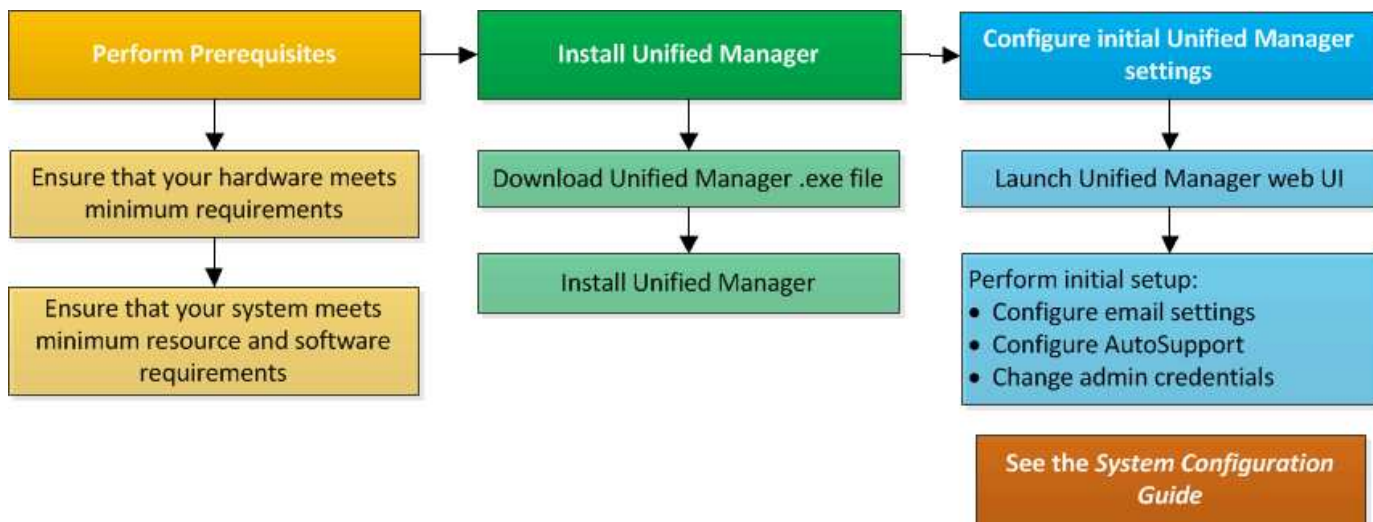 Perform Prerequisites
Ensure that your hardware meets
minimum requirements
Ensure that your system meets
minimum resource and software
requirements
Install Unified Manager
Download Unified Manager .exe file
Install Unified Manager
Configure initial Unified Manager
settings
Launch Unified Manager web UI
Perform initial setup:
• Configure email settings
• Configure AutoSupport
• Change admin credentials
See the System Configuration
Guide